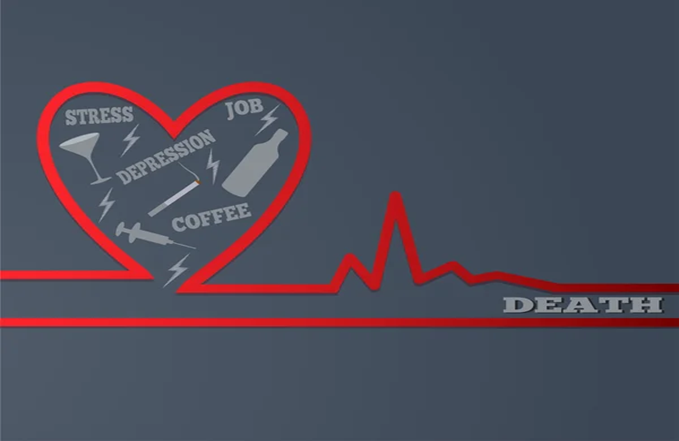 STRESS
JOB
DEPRESSION
COFFEE
DEATH